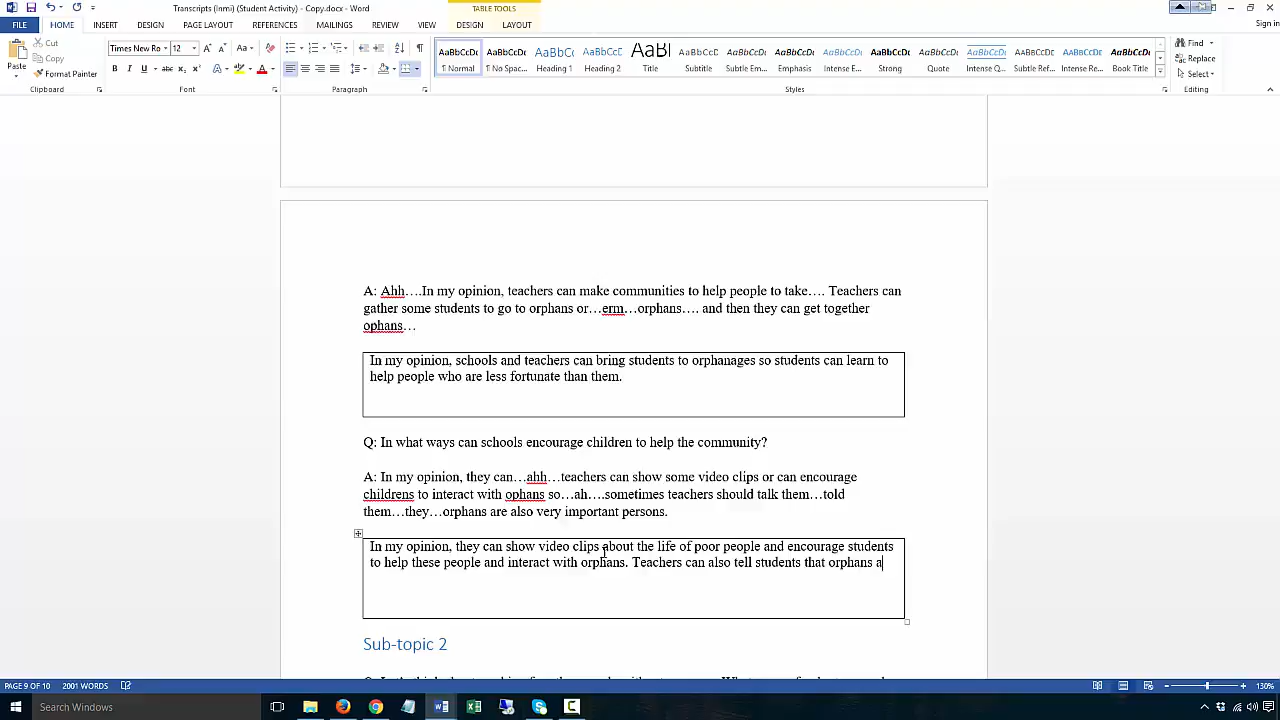 Transcripts (Inmi) (Student Activity) - Copy.docx - Word
TABLE TOOLS
Sign in
FILE HOME INSERT DESIGN PAGE LAYOUT REFERENCES MAILINGS REVIEW VIEW DESIGN LAYOUT
Paste
Cut
Copy
Format Painter
Clipboard
Times New Ro 12
Font
Paragraph
AaBbCcDc AaBbCcDc AaBbCc AaBbCcD AaBl AaBbCcD AaBbCcDc AaBbCcDc AaBbCcDc AaBbCcDc AaBbCcDc AaBbCcDc AaBbCcDc AaBbCcDc AaBbCcDc
¶ Normal ¶ No Spac... Heading 1 Heading 2 Title Subtitle Subtle Em... Emphasis Intense E... Strong Quote Intense Q... Subtle Ref... Intense Re... Book Title
Styles
Find
Replace
Select
Editing
A: Ahh….In my opinion, teachers can make communities to help people to take…. Teachers can
gather some students to go to orphans or…erm…orphans…. and then they can get together
ophans…
In my opinion, schools and teachers can bring students to orphanages so students can learn to
help people who are less fortunate than them.
Q: In what ways can schools encourage children to help the community?
A: In my opinion, they can…ahh…teachers can show some video clips or can encourage
childrens to interact with ophans so…ah….sometimes teachers should talk them…told
them…they…orphans are also very important persons.
In my opinion, they can show video clips about the life of poor people and encourage students
to help these people and interact with orphans. Teachers can also tell students that orphans a
Sub-topic 2
PAGE 9 OF 10 2001 WORDS
130%
Search Windows